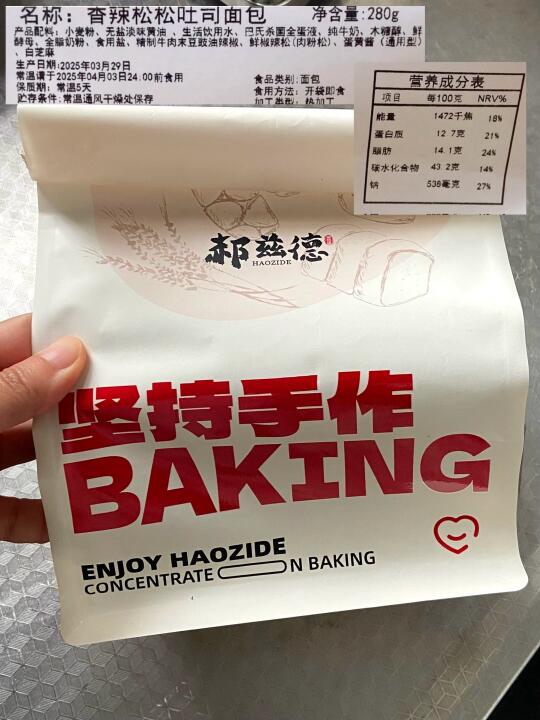 名称：香辣松松吐司面包 净含量:280g
产品配料：小麦粉、无盐淡味黄油 、生活饮用水、巴氏杀菌全蛋液、纯牛奶、木糖醇、鲜
酵母、全脂奶粉、食用盐、精制牛肉末豆豉油辣椒、鲜椒辣松(肉粉松)、蛋黄酱(通用型)
、白芝麻
生产日期:2025年03月29日
常温请于2025年04月03日24:00前食用
保质期: 常温5天
贮存条件:常温通风干燥处保存
食品类别:面包
食用方法: 开袋即食
加工类型: 热加工
营养成分表
项目 每100克 NRV%
能量 1472千焦 18%
蛋白质 12.7克 21%
脂肪 14.1克 24%
碳水化合物 43.2克 14%
钠 538毫克 27%
郝兹德
HAOZIDE
坚持手作
BAKING
ENJOY HAOZIDE
CONCENTRATE N BAKING